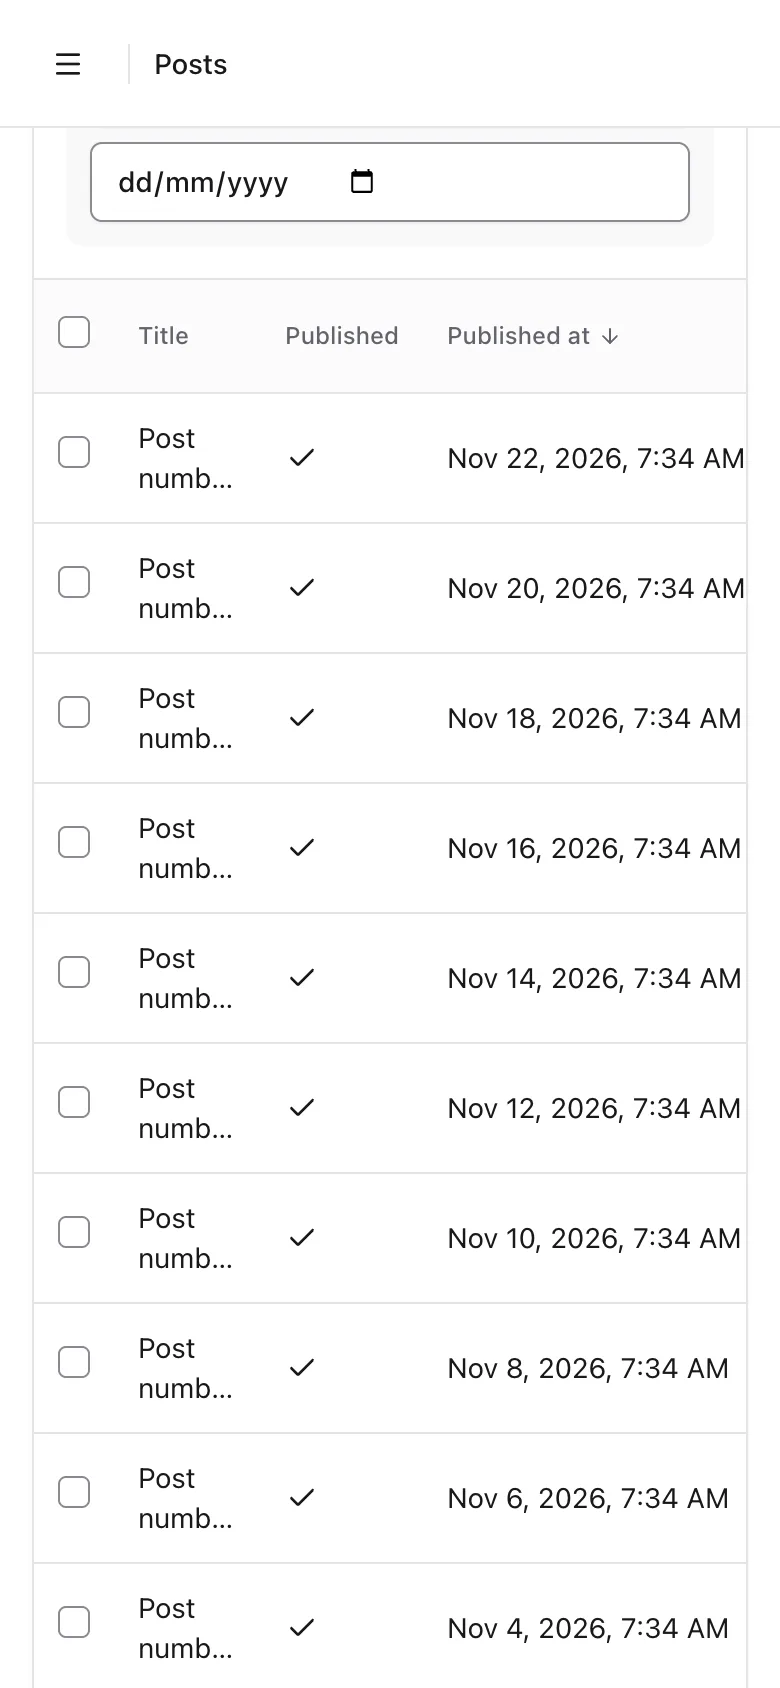 Posts
dd/mm/yyyy
Title Published Published at ↓
Post
numb...
Nov 22, 2026, 7:34 AM
Post
numb...
Nov 20, 2026, 7:34 AM
Post
numb...
Nov 18, 2026, 7:34 AM
Post
numb...
Nov 16, 2026, 7:34 AM
Post
numb...
Nov 14, 2026, 7:34 AM
Post
numb...
Nov 12, 2026, 7:34 AM
Post
numb...
Nov 10, 2026, 7:34 AM
Post
numb...
Nov 8, 2026, 7:34 AM
Post
numb...
Nov 6, 2026, 7:34 AM
Post
numb...
Nov 4, 2026, 7:34 AM